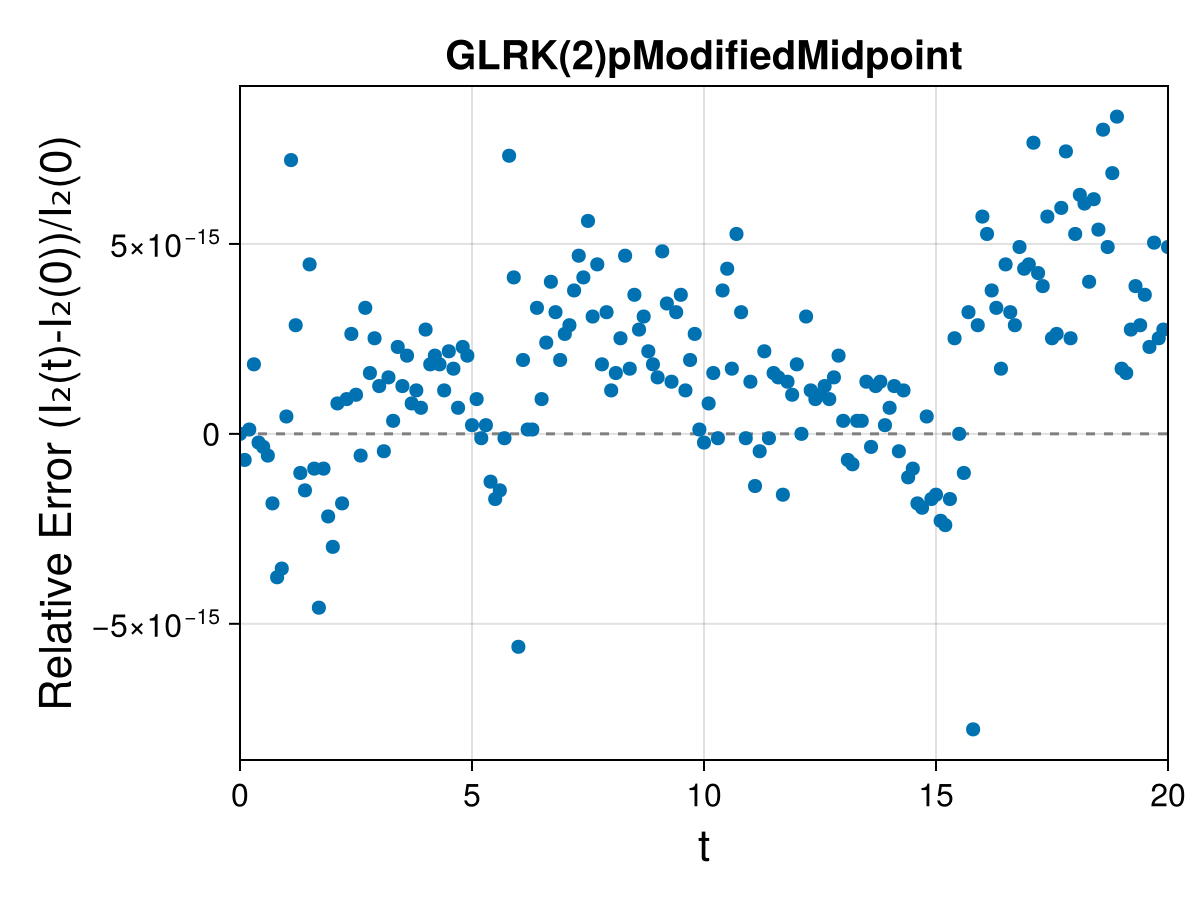 GLRK(2)pModifiedMidpoint
Relative Error (I₂(t)-I₂(0))/I₂(0)
5×10⁻¹⁵
0
−5×10⁻¹⁵
0 5 10 15 20
t